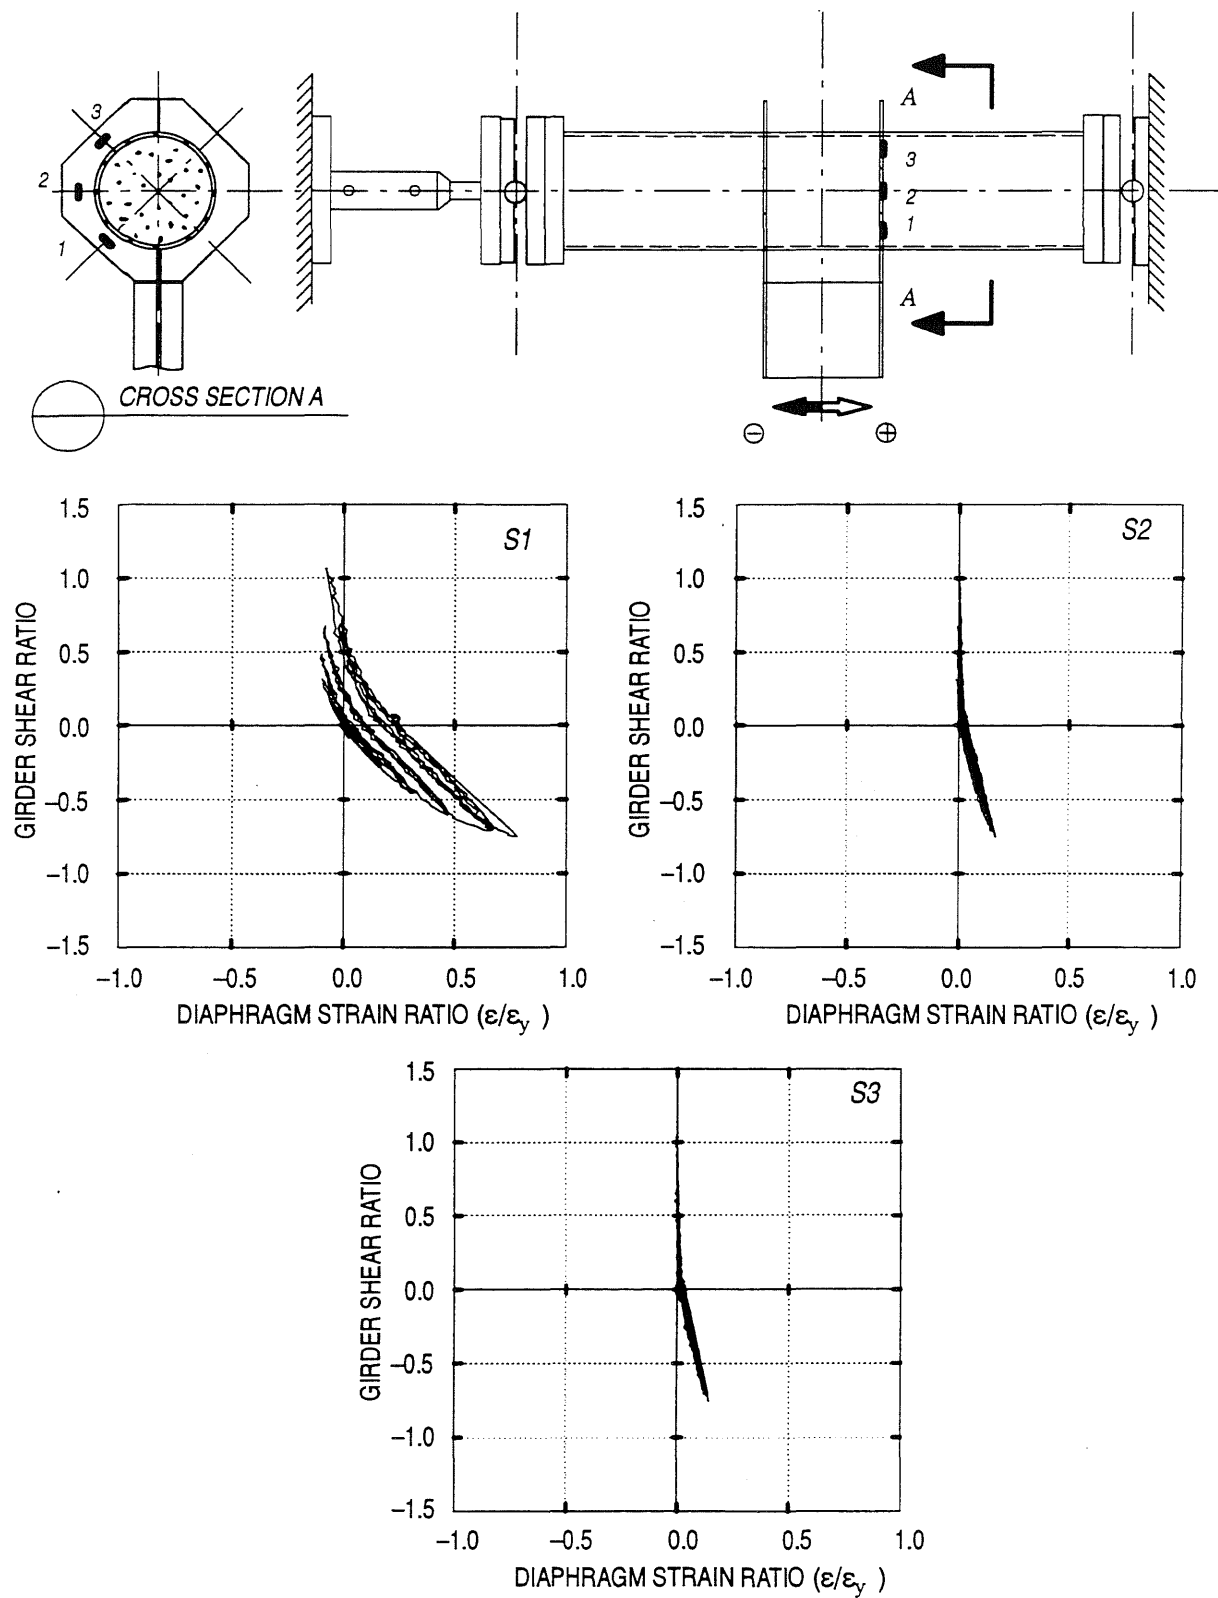 3
2
1
CROSS SECTION A
A
3
2
1
A
⊖ ⊕
S1
1.5
1.0
0.5
0.0
−0.5
−1.0
−1.5
GIRDER SHEAR RATIO
−1.0 −0.5 0.0 0.5 1.0
DIAPHRAGM STRAIN RATIO (ε/εy )
S2
1.5
1.0
0.5
0.0
−0.5
−1.0
−1.5
GIRDER SHEAR RATIO
−1.0 −0.5 0.0 0.5 1.0
DIAPHRAGM STRAIN RATIO (ε/εy )
S3
1.5
1.0
0.5
0.0
−0.5
−1.0
−1.5
GIRDER SHEAR RATIO
−1.0 −0.5 0.0 0.5 1.0
DIAPHRAGM STRAIN RATIO (ε/εy )